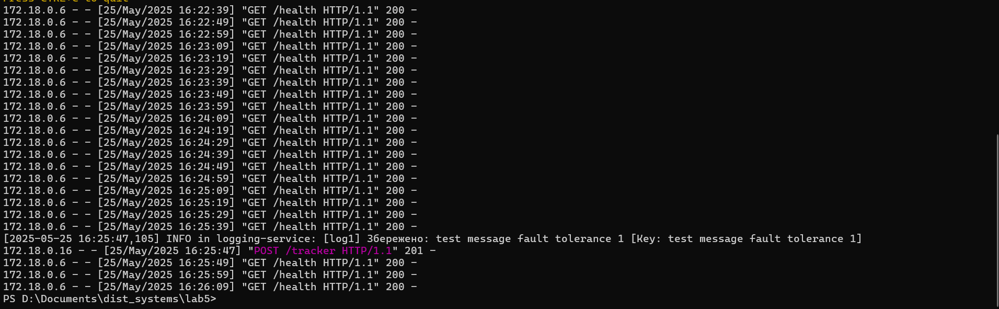 Press CTRL+C to quit
172.18.0.6 - - [25/May/2025 16:22:39] "GET /health HTTP/1.1" 200 -
172.18.0.6 - - [25/May/2025 16:22:49] "GET /health HTTP/1.1" 200 -
172.18.0.6 - - [25/May/2025 16:22:59] "GET /health HTTP/1.1" 200 -
172.18.0.6 - - [25/May/2025 16:23:09] "GET /health HTTP/1.1" 200 -
172.18.0.6 - - [25/May/2025 16:23:19] "GET /health HTTP/1.1" 200 -
172.18.0.6 - - [25/May/2025 16:23:29] "GET /health HTTP/1.1" 200 -
172.18.0.6 - - [25/May/2025 16:23:39] "GET /health HTTP/1.1" 200 -
172.18.0.6 - - [25/May/2025 16:23:49] "GET /health HTTP/1.1" 200 -
172.18.0.6 - - [25/May/2025 16:23:59] "GET /health HTTP/1.1" 200 -
172.18.0.6 - - [25/May/2025 16:24:09] "GET /health HTTP/1.1" 200 -
172.18.0.6 - - [25/May/2025 16:24:19] "GET /health HTTP/1.1" 200 -
172.18.0.6 - - [25/May/2025 16:24:29] "GET /health HTTP/1.1" 200 -
172.18.0.6 - - [25/May/2025 16:24:39] "GET /health HTTP/1.1" 200 -
172.18.0.6 - - [25/May/2025 16:24:49] "GET /health HTTP/1.1" 200 -
172.18.0.6 - - [25/May/2025 16:24:59] "GET /health HTTP/1.1" 200 -
172.18.0.6 - - [25/May/2025 16:25:09] "GET /health HTTP/1.1" 200 -
172.18.0.6 - - [25/May/2025 16:25:19] "GET /health HTTP/1.1" 200 -
172.18.0.6 - - [25/May/2025 16:25:29] "GET /health HTTP/1.1" 200 -
172.18.0.6 - - [25/May/2025 16:25:39] "GET /health HTTP/1.1" 200 -
[2025-05-25 16:25:47,105] INFO in logging-service: [log1] Збережено: test message fault tolerance 1 [Key: test message fault tolerance 1]
172.18.0.16 - - [25/May/2025 16:25:47] "POST /tracker HTTP/1.1" 201 -
172.18.0.6 - - [25/May/2025 16:25:49] "GET /health HTTP/1.1" 200 -
172.18.0.6 - - [25/May/2025 16:25:59] "GET /health HTTP/1.1" 200 -
172.18.0.6 - - [25/May/2025 16:26:09] "GET /health HTTP/1.1" 200 -
PS D:\Documents\dist_systems\lab5>